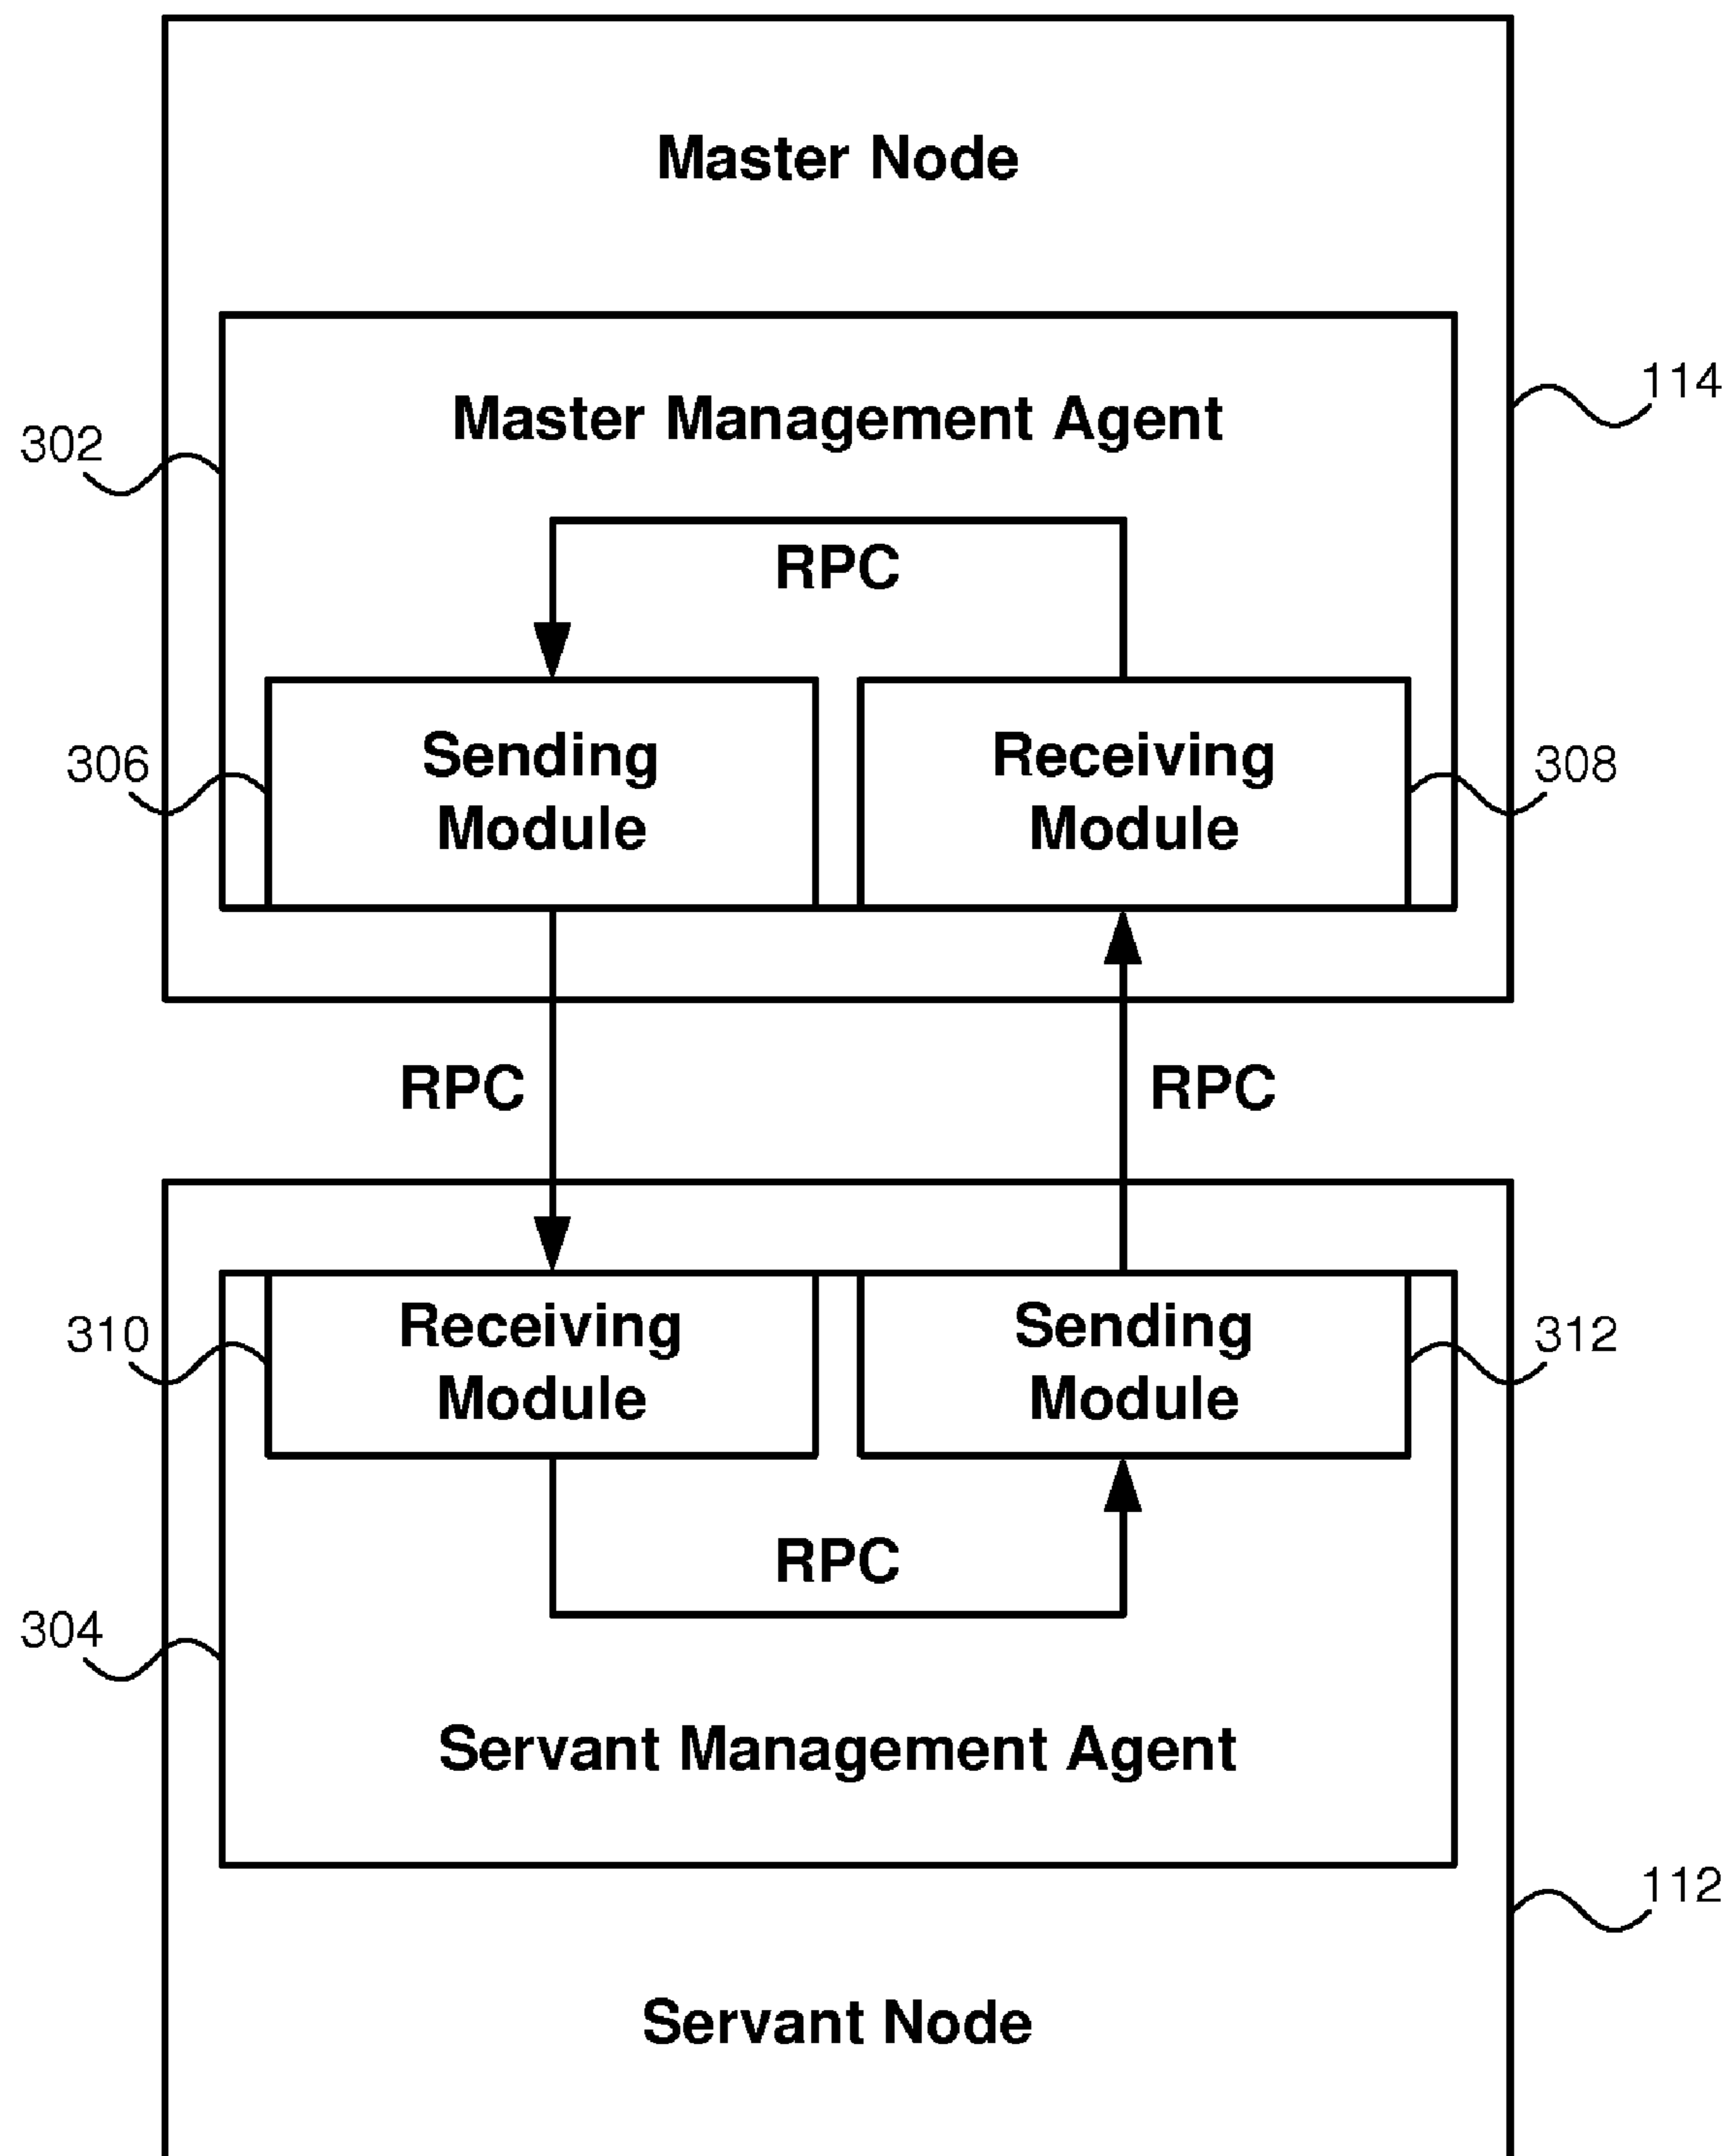 Master Node
114
Master Management Agent
302
RPC
Sending
Module
Receiving
Module
306
308
RPC
RPC
Receiving
Module
Sending
Module
310
312
RPC
304
Servant Management Agent
112
Servant Node